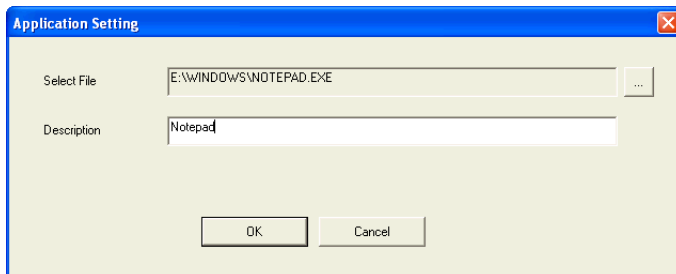 Application Setting
Select File
E:\WINDOWS\NOTEPAD.EXE
...
Description
Notepad
OK
Cancel